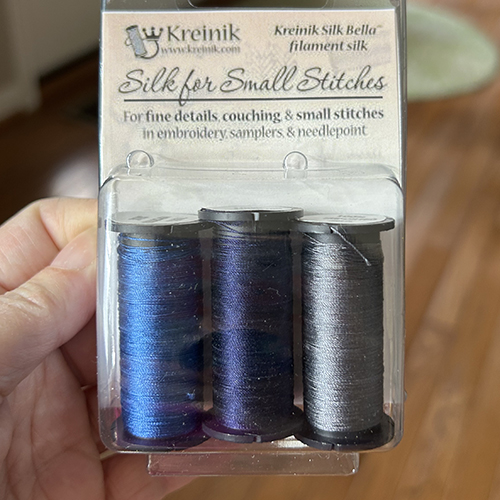 Kreinik
www.kreinik.com
Kreinik Silk Bella™
filament silk
Silk for Small Stitches
For fine details, couching, & small stitches
in embroidery, samplers, & needlepoint